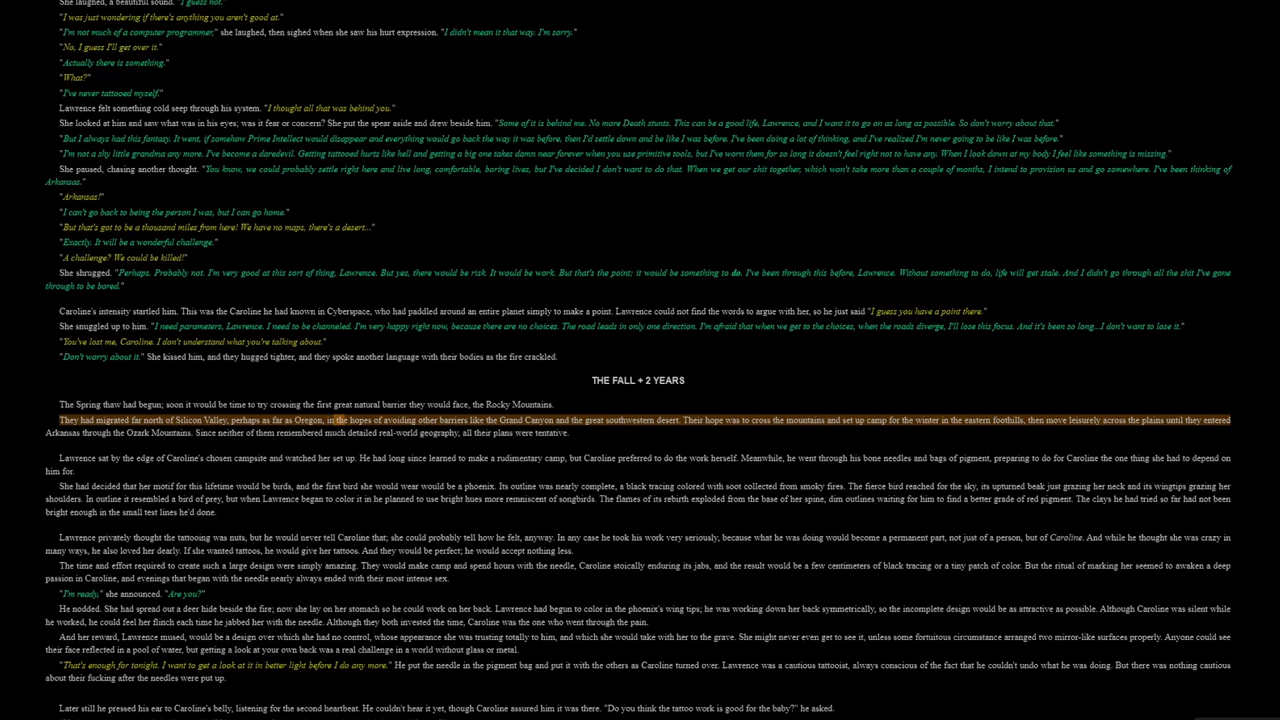 She laughed, a beautiful sound. "I guess not."
"I was just wondering if there's anything you aren't good at."
"I'm not much of a computer programmer," she laughed, then sighed when she saw his hurt expression. "I didn't mean it that way. I'm sorry."
"No, I guess I'll get over it."
"Actually there is something."
"What?"
"I've never tattooed myself."
Lawrence felt something cold seep through his system. "I thought all that was behind you."
She looked at him and saw what was in his eyes; was it fear or concern? She put the spear aside and drew beside him. "Some of it is behind me. No more Death stunts. This can be a good life, Lawrence, and I want it to go on as long as possible. So don't worry about that."
"But I always had this fantasy. It went, if somehow Prime Intellect would disappear and everything would go back the way it was before, then I'd settle down and be like I was before. I've been doing a lot of thinking, and I've realized I'm never going to be like I was before."
"I'm not a shy little grandma any more. I've become a daredevil. Getting tattooed hurts like hell and getting a big one takes damn near forever when you use primitive tools, but I've worn them for so long it doesn't feel right not to have any. When I look down at my body I feel like something is missing."
She paused, chasing another thought. "You know, we could probably settle right here and live long, comfortable, boring lives, but I've decided I don't want to do that. When we get our shit together, which won't take more than a couple of months, I intend to provision us and go somewhere. I've been thinking of
Arkansas."
"Arkansas!"
"I can't go back to being the person I was, but I can go home."
"But that's got to be a thousand miles from here! We have no maps, there's a desert..."
"Exactly. It will be a wonderful challenge."
"A challenge? We could be killed!"
She shrugged. "Perhaps. Probably not. I'm very good at this sort of thing, Lawrence. But yes, there would be risk. It would be work. But that's the point; it would be something to do. I've been through this before, Lawrence. Without something to do, life will get stale. And I didn't go through all the shit I've gone
through to be bored."
Caroline's intensity startled him. This was the Caroline he had known in Cyberspace, who had paddled around an entire planet simply to make a point. Lawrence could not find the words to argue with her, so he just said "I guess you have a point there."
She snuggled up to him. "I need parameters, Lawrence. I need to be channeled. I'm very happy right now, because there are no choices. The road leads in only one direction. I'm afraid that when we get to the choices, when the roads diverge, I'll lose this focus. And it's been so long...I don't want to lose it."
"You've lost me, Caroline. I don't understand what you're talking about."
"Don't worry about it." She kissed him, and they hugged tighter, and they spoke another language with their bodies as the fire crackled.
THE FALL + 2 YEARS
The Spring thaw had begun; soon it would be time to try crossing the first great natural barrier they would face, the Rocky Mountains.
They had migrated far north of Silicon Valley, perhaps as far as Oregon, in the hopes of avoiding other barriers like the Grand Canyon and the great southwestern desert. Their hope was to cross the mountains and set up camp for the winter in the eastern foothills, then move leisurely across the plains until they entered
Arkansas through the Ozark Mountains. Since neither of them remembered much detailed real-world geography, all their plans were tentative.
Lawrence sat by the edge of Caroline's chosen campsite and watched her set up. He had long since learned to make a rudimentary camp, but Caroline preferred to do the work herself. Meanwhile, he went through his bone needles and bags of pigment, preparing to do for Caroline the one thing she had to depend on
him for.
She had decided that her motif for this lifetime would be birds, and the first bird she would wear would be a phoenix. Its outline was nearly complete, a black tracing colored with soot collected from smoky fires. The fierce bird reached for the sky, its upturned beak just grazing her neck and its wingtips grazing her
shoulders. In outline it resembled a bird of prey, but when Lawrence began to color it in he planned to use bright hues more remniscent of songbirds. The flames of its rebirth exploded from the base of her spine, dim outlines waiting for him to find a better grade of red pigment. The clays he had tried so far had not been
bright enough in the small test lines he'd done.
Lawrence privately thought the tattooing was nuts, but he would never tell Caroline that; she could probably tell how he felt, anyway. In any case he took his work very seriously, because what he was doing would become a permanent part, not just of a person, but of Caroline. And while he thought she was crazy in
many ways, he also loved her dearly. If she wanted tattoos, he would give her tattoos. And they would be perfect; he would accept nothing less.
The time and effort required to create such a large design were simply amazing. They would make camp and spend hours with the needle, Caroline stoically enduring its jabs, and the result would be a few centimeters of black tracing or a tiny patch of color. But the ritual of marking her seemed to awaken a deep
passion in Caroline, and evenings that began with the needle nearly always ended with their most intense sex.
"I'm ready," she announced. "Are you?"
He nodded. She had spread out a deer hide beside the fire; now she lay on her stomach so he could work on her back. Lawrence had begun to color in the phoenix's wing tips; he was working down her back symmetrically, so the incomplete design would be as attractive as possible. Although Caroline was silent while
he worked, he could feel her flinch each time he jabbed her with the needle. Although they both invested the time, Caroline was the one who went through the pain.
And her reward, Lawrence mused, would be a design over which she had no control, whose appearance she was trusting totally to him, and which she would take with her to the grave. She might never even get to see it, unless some fortuitous circumstance arranged two mirror-like surfaces properly. Anyone could see
their face reflected in a pool of water, but getting a look at your own back was a real challenge in a world without glass or metal.
"That's enough for tonight. I want to get a look at it in better light before I do any more." He put the needle in the pigment bag and put it with the others as Caroline turned over. Lawrence was a cautious tattooist, always conscious of the fact that he couldn't undo what he was doing. But there was nothing cautious
about their fucking after the needles were put up.
Later still he pressed his ear to Caroline's belly, listening for the second heartbeat. He couldn't hear it yet, though Caroline assured him it was there. "Do you think the tattoo work is good for the baby?" he asked.